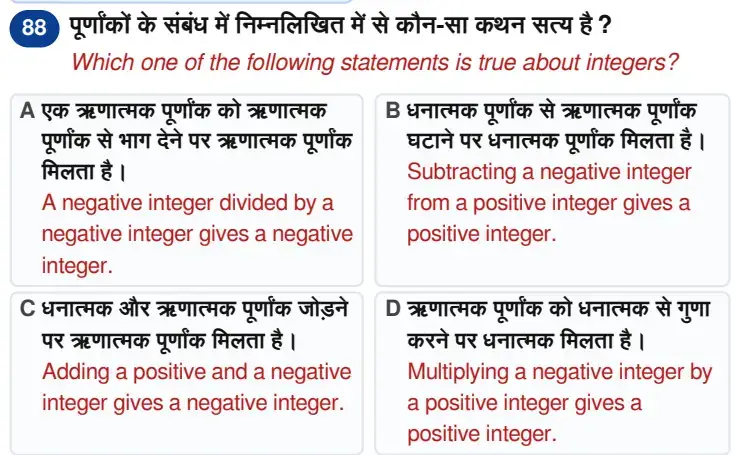 88 पूर्णांकों के संबंध में निम्नलिखित में से कौन-सा कथन सत्य है ?
Which one of the following statements is true about integers?
A एक ऋणात्मक पूर्णांक को ऋणात्मक
पूर्णांक से भाग देने पर ऋणात्मक पूर्णांक
मिलता है।
A negative integer divided by a
negative integer gives a negative
integer.
B धनात्मक पूर्णांक से ऋणात्मक पूर्णांक
घटाने पर धनात्मक पूर्णांक मिलता है।
Subtracting a negative integer
from a positive integer gives a
positive integer.
C धनात्मक और ऋणात्मक पूर्णांक जोड़ने
पर ऋणात्मक पूर्णांक मिलता है।
Adding a positive and a negative
integer gives a negative integer.
D ऋणात्मक पूर्णांक को धनात्मक से गुणा
करने पर धनात्मक मिलता है।
Multiplying a negative integer by
a positive integer gives a
positive integer.